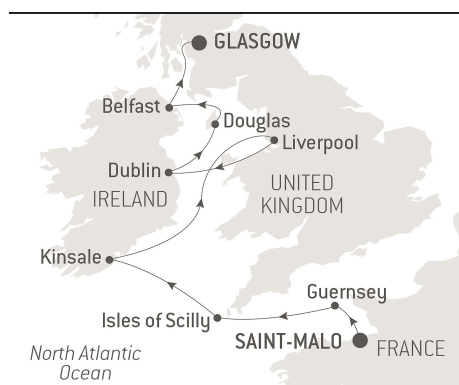 GLASGOW
Belfast
Douglas
Liverpool
Dublin
IRELAND
UNITED
KINGDOM
Kinsale
Guernsey
Isles of Scilly
SAINT-MALO
FRANCE
North Atlantic
Ocean